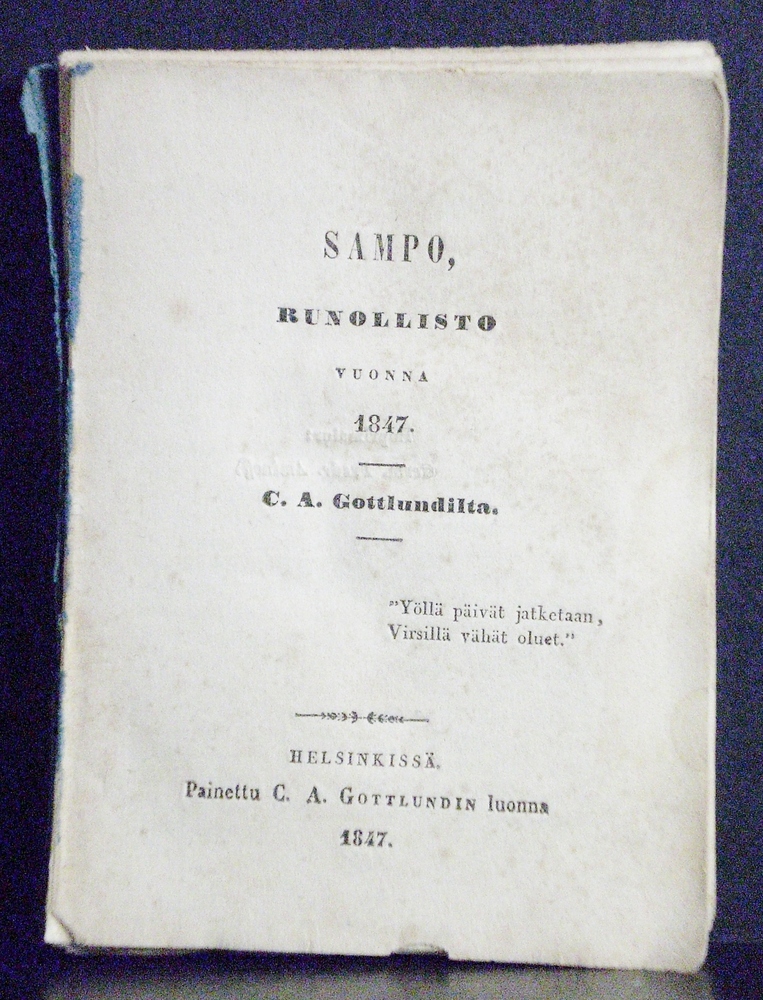 SAMPO,
RUNOLLISTO
VUONNA
1847.
C. A. Gottlundilta.
"Yöllä päivät jatketaan,
Virsillä vähät oluet."
HELSINKISSÄ,
Painettu C. A. GOTTLUNDIN luonna
1847.